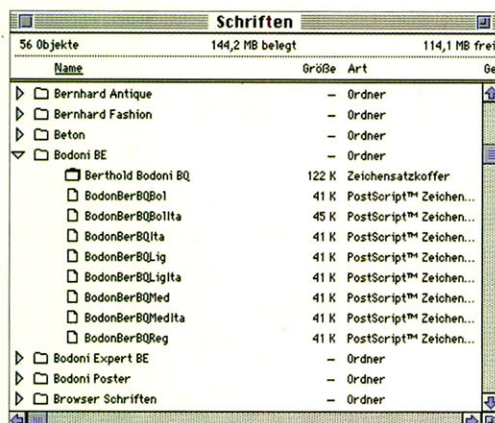 Schriften
56 Objekte 144,2 MB belegt 114,1 MB frei
Name Größe Art Ge
Bernhard Antique – Ordner
Bernhard Fashion – Ordner
Beton – Ordner
Bodoni BE – Ordner
Berthold Bodoni BQ 122 K Zeichensatzkoffer
BodonBerBQBol 41 K PostScript™ Zeichen...
BodonBerBQBolIta 45 K PostScript™ Zeichen...
BodonBerBQIta 41 K PostScript™ Zeichen...
BodonBerBQLig 41 K PostScript™ Zeichen...
BodonBerBQLigIta 41 K PostScript™ Zeichen...
BodonBerBQMed 41 K PostScript™ Zeichen...
BodonBerBQMedIta 41 K PostScript™ Zeichen...
BodonBerBQReg 41 K PostScript™ Zeichen...
Bodoni Expert BE – Ordner
Bodoni Poster – Ordner
Browser Schriften – Ordner